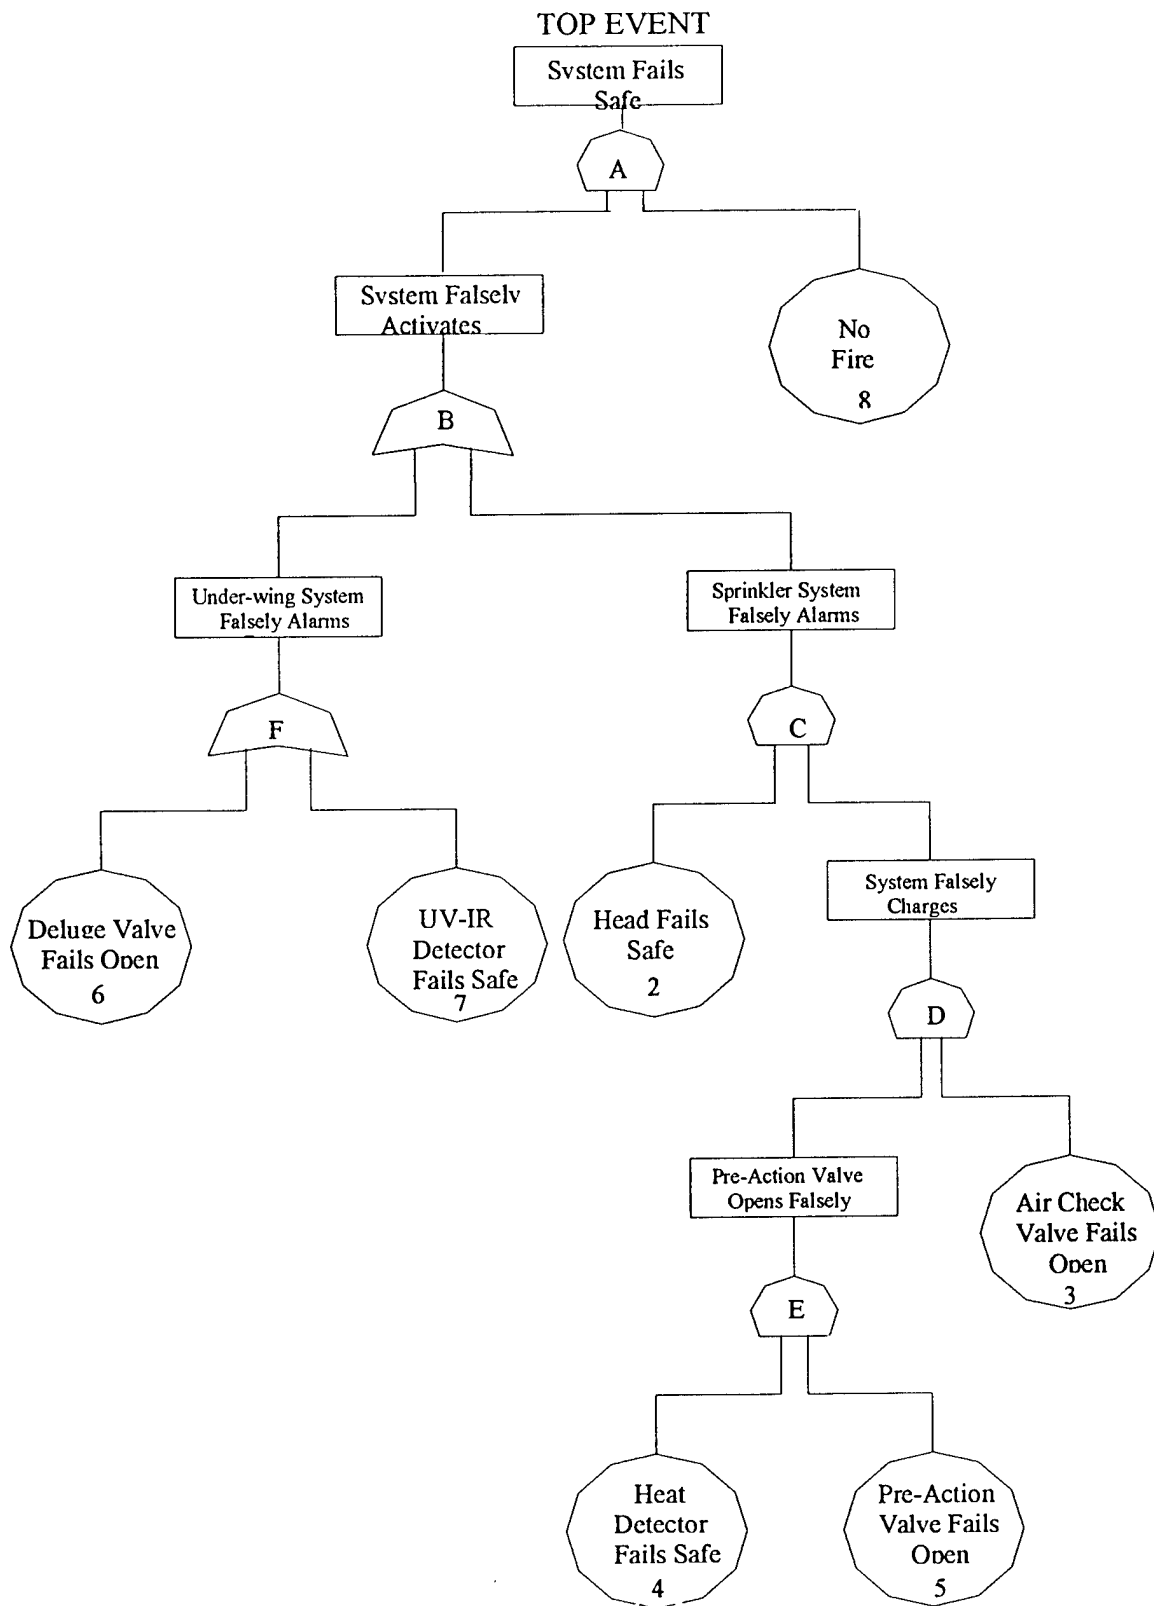 TOP EVENT
System Fails
Safe
A
System Falsely
Activates
No
Fire
8
B
Under-wing System
Falsely Alarms
Sprinkler System
Falsely Alarms
F
C
Deluge Valve
Fails Open
6
UV-IR
Detector
Fails Safe
7
Head Fails
Safe
2
System Falsely
Charges
D
Pre-Action Valve
Opens Falsely
Air Check
Valve Fails
Open
3
E
Heat
Detector
Fails Safe
4
Pre-Action
Valve Fails
Open
5